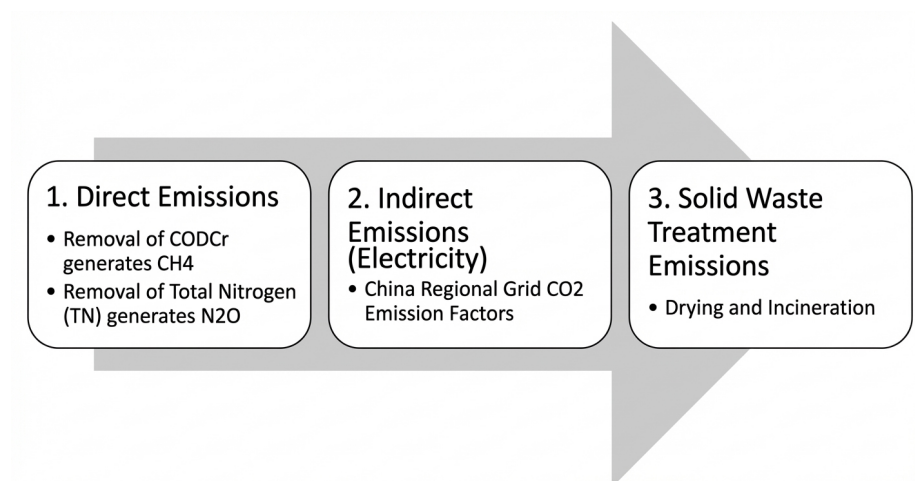 1. Direct Emissions
• Removal of CODCr
generates CH4
• Removal of Total Nitrogen
(TN) generates N2O
2. Indirect
Emissions
(Electricity)
• China Regional Grid CO2
Emission Factors
3. Solid Waste
Treatment
Emissions
• Drying and Incineration